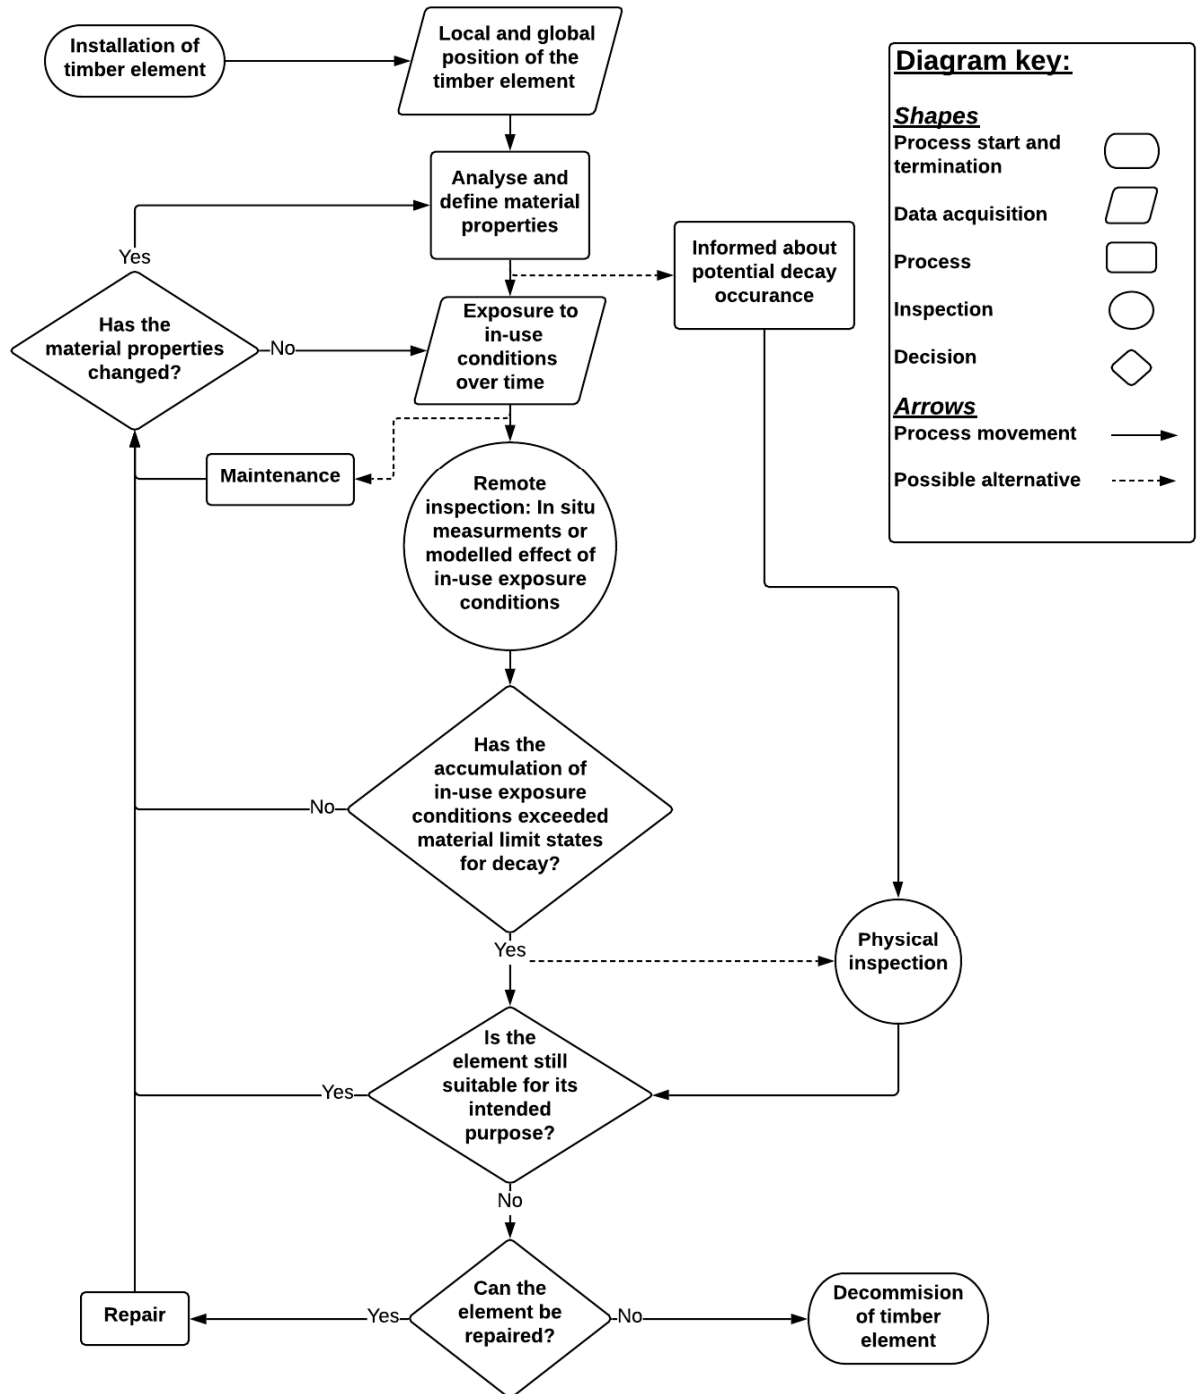 Installation of
timber element
Local and global
position of the
timber element
Analyse and
define material
properties
Yes
Informed about
potential decay
occurance
Has the
material properties
changed?
No
Exposure to
in-use
conditions
over time
Maintenance
Remote
inspection: In situ
measurments or
modelled effect of
in-use exposure
conditions
Has the
accumulation of
in-use exposure
conditions exceeded
material limit states
for decay?
No
Yes
Physical
inspection
Is the
element still
suitable for its
intended
purpose?
Yes
No
Can the
element be
repaired?
Yes
Repair
No
Decommision
of timber
element
Diagram key:
Shapes
Process start and
termination
Data acquisition
Process
Inspection
Decision
Arrows
Process movement
Possible alternative